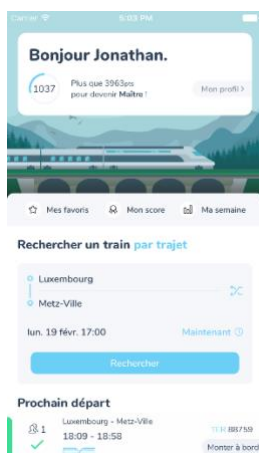 Carrier 5:03 PM
Bonjour Jonathan.
1037
Plus que 3963pts
pour devenir Maître !
Mon profil >
Mes favoris Mon score Ma semaine
Rechercher un train par trajet
Luxembourg
Metz-Ville
lun. 19 févr. 17:00 Maintenant
Rechercher
Prochain départ
1
Luxembourg - Metz-Ville
18:09 - 18:58
TER 88759
Monter à bord